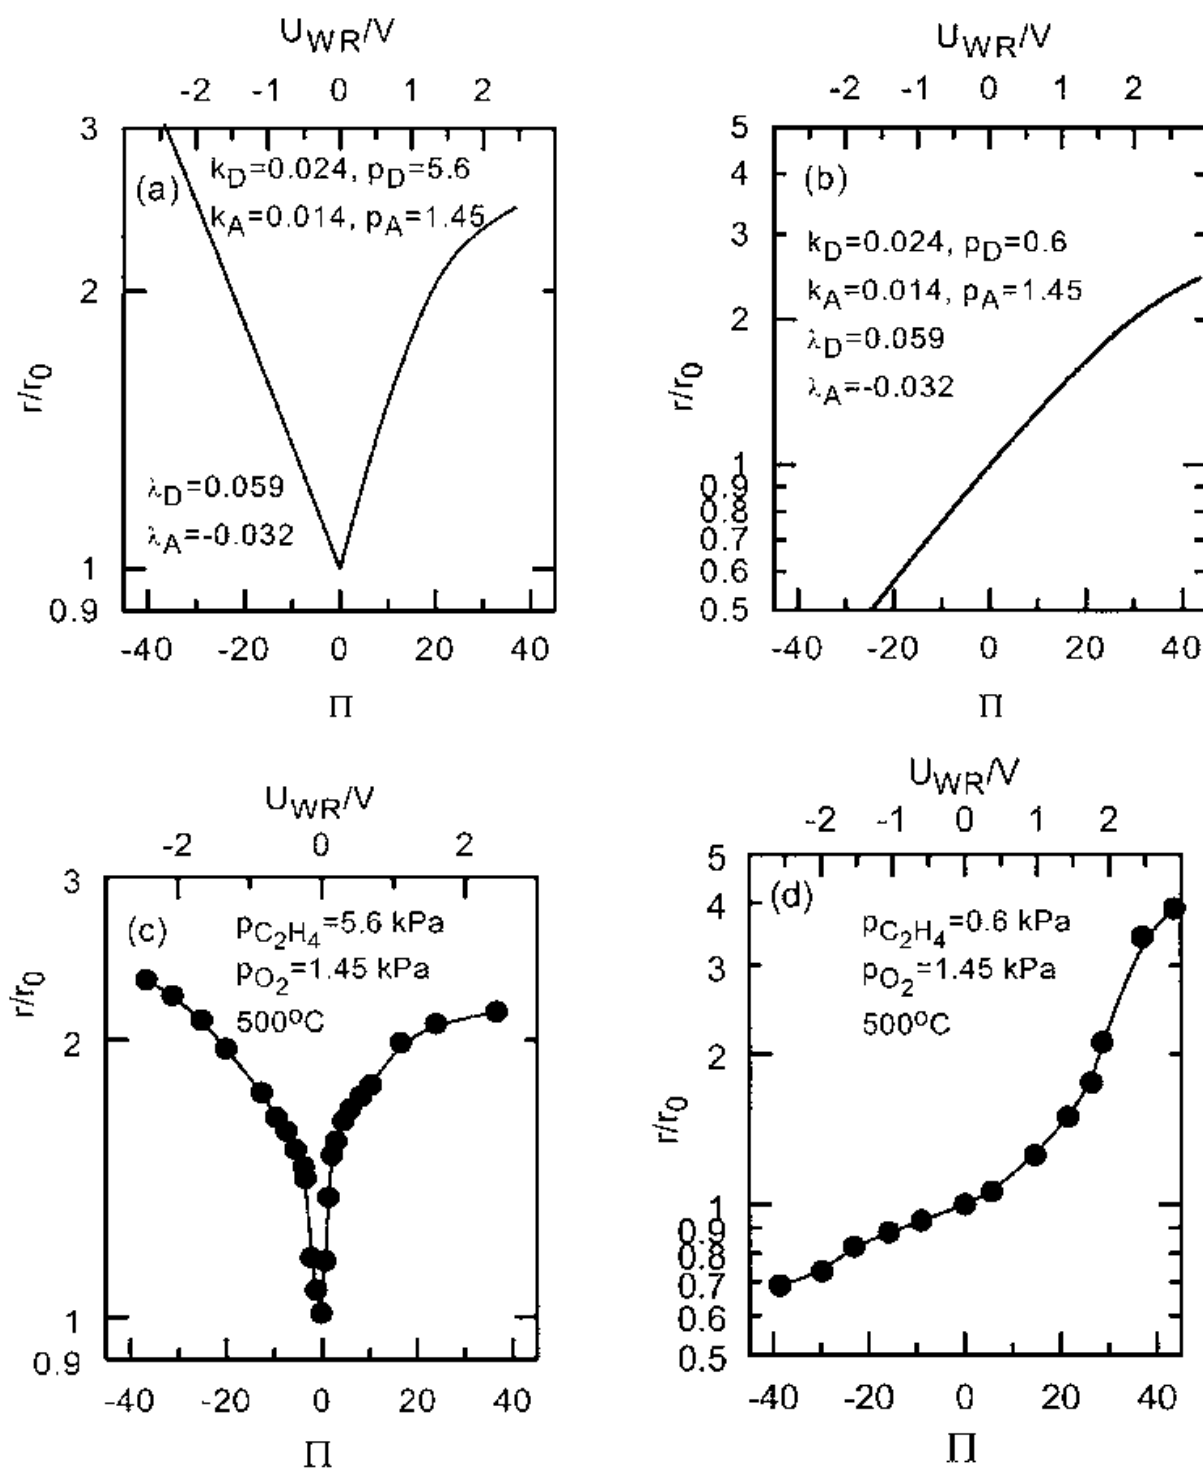 U_WR/V
-2 -1 0 1 2
3
2
1
0.9
r/r_0
(a)
k_D=0.024, p_D=5.6
k_A=0.014, p_A=1.45
λ_D=0.059
λ_A=-0.032
-40 -20 0 20 40
Π
U_WR/V
-2 -1 0 1 2
5
4
3
2
1
0.9
0.8
0.7
0.6
0.5
r/r_0
(b)
k_D=0.024, p_D=0.6
k_A=0.014, p_A=1.45
λ_D=0.059
λ_A=-0.032
-40 -20 0 20 40
Π
U_WR/V
-2 0 2
3
2
1
0.9
r/r_0
(c)
p_C_2H_4=5.6 kPa
p_O_2=1.45 kPa
500°C
-40 -20 0 20 40
Π
U_WR/V
-2 -1 0 1 2
5
4
3
2
1
0.9
0.8
0.7
0.6
0.5
r/r_0
(d)
p_C_2H_4=0.6 kPa
p_O_2=1.45 kPa
500°C
-40 -20 0 20 40
Π